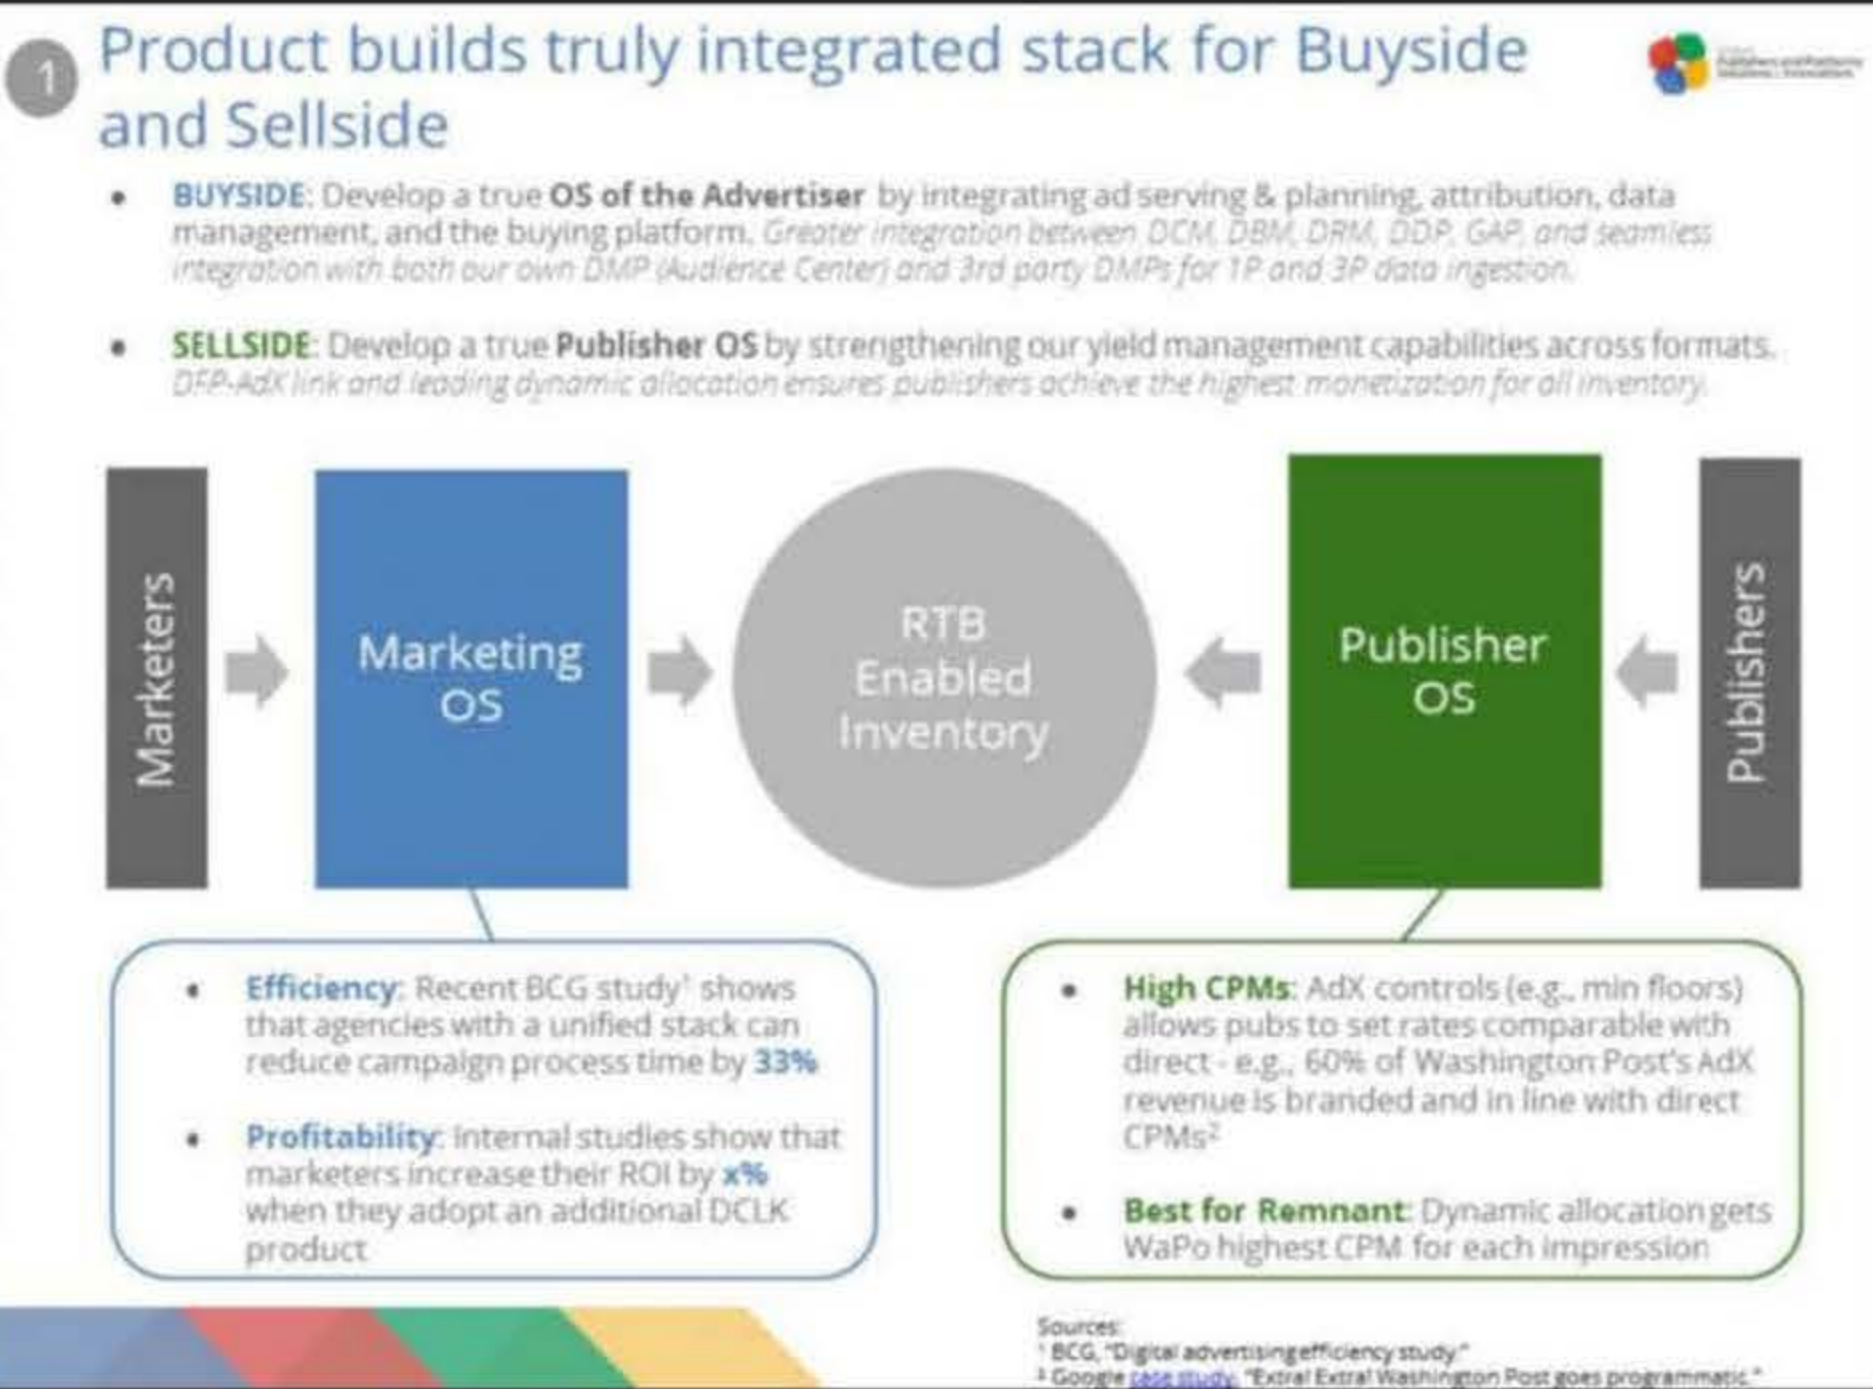 1
Product builds truly integrated stack for Buyside
and Sellside
• BUYSIDE: Develop a true OS of the Advertiser by integrating ad serving & planning, attribution, data
management, and the buying platform. Greater integration between DCM, DBM, DRM, DDP, GAP, and seamless
integration with both our own DMP (Audience Center) and 3rd party DMPs for 1P and 3P data ingestion.
• SELLSIDE: Develop a true Publisher OS by strengthening our yield management capabilities across formats.
DFP-AdX link and leading dynamic allocation ensures publishers achieve the highest monetization for all inventory.
Marketers
Marketing
OS
RTB
Enabled
Inventory
Publisher
OS
Publishers
• Efficiency: Recent BCG study¹ shows
that agencies with a unified stack can
reduce campaign process time by 33%
• Profitability: Internal studies show that
marketers increase their ROI by x%
when they adopt an additional DCLK
product
• High CPMs: AdX controls (e.g., min floors)
allows pubs to set rates comparable with
direct - e.g., 60% of Washington Post's AdX
revenue is branded and in line with direct
CPMs²
• Best for Remnant: Dynamic allocation gets
WaPo highest CPM for each impression
Sources:
¹ BCG, "Digital advertising efficiency study"
² Google case study, "Extra! Extra! Washington Post goes programmatic."